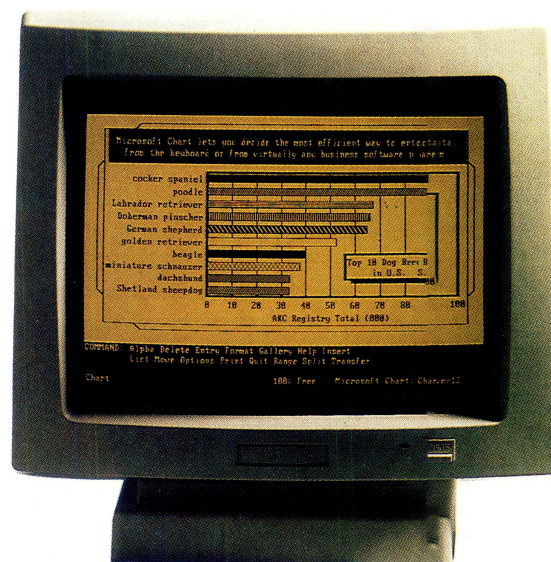 Microsoft Chart lets you decide the most efficient way to
from the keyboard or from virtually any business software
cocker spaniel
poodle
Labrador retriever
Doberman pinscher
German shepherd
golden retriever
beagle
miniature schnauzer
dachshund
Shetland sheepdog
Top 10 Dog
in U.S.
0 10 20 30 40 50 60 70 80 100
AKC Registry Total (000)
COMMAND: Alpha Delete Entry Format Gallery Help Insert
List Move Options Print Quit Range Split Transfer
Chart
100% Free Microsoft Chart: